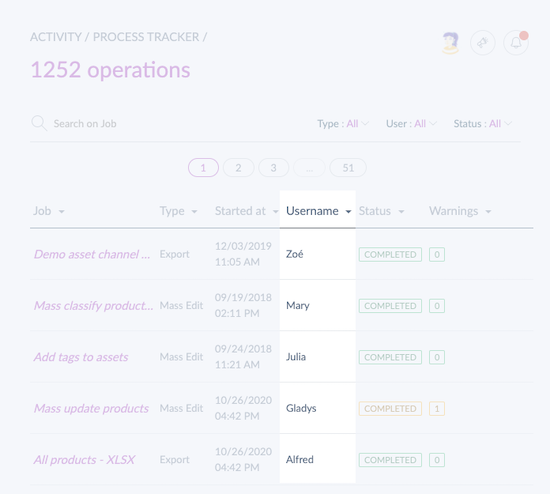 ACTIVITY / PROCESS TRACKER /
1252 operations
Search on Job Type : All User : All Status : All
1 2 3 ... 51
Job Type Started at Username Status Warnings
Demo asset channel ... Export 12/03/2019 11:05 AM Zoé COMPLETED 0
Mass classify product... Mass Edit 09/19/2018 02:11 PM Mary COMPLETED 0
Add tags to assets Mass Edit 09/24/2018 11:21 AM Julia COMPLETED 0
Mass update products Mass Edit 10/26/2020 04:42 PM Gladys COMPLETED 1
All products - XLSX Export 10/26/2020 04:42 PM Alfred COMPLETED 0